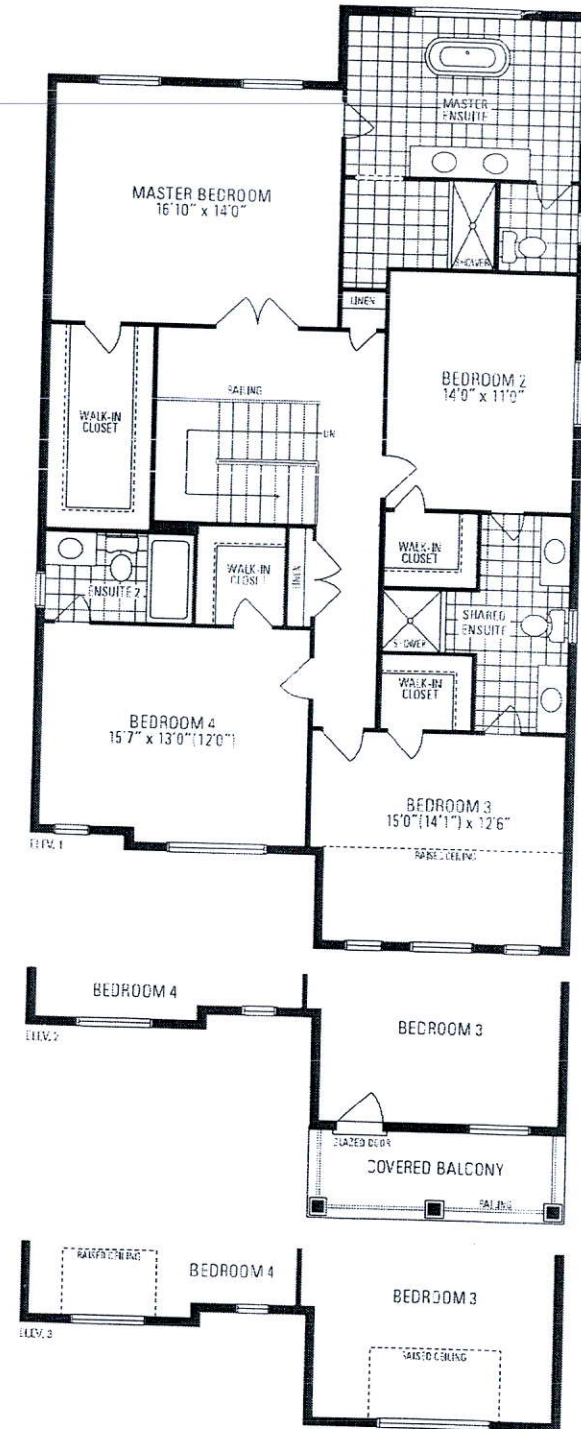 MASTER
ENSUITE
MASTER BEDROOM
16'10" x 14'0"
SHOWER
LINEN
BEDROOM 2
14'0" x 11'0"
RAILING
DN
WALK-IN
CLOSET
WALK-IN
CLOSET
LINEN
WALK-IN
CLOSET
ENSUITE 2
SHARED
ENSUITE
SHOWER
WALK-IN
CLOSET
BEDROOM 4
15'7" x 13'0"(12'0")
BEDROOM 3
15'0"(14'1") x 12'6"
RAISED CEILING
ELEV. 1
BEDROOM 4
BEDROOM 3
ELEV. 2
GLAZED DOOR
COVERED BALCONY
RAILING
RAISED CEILING
BEDROOM 4
BEDROOM 3
ELEV. 3
RAISED CEILING